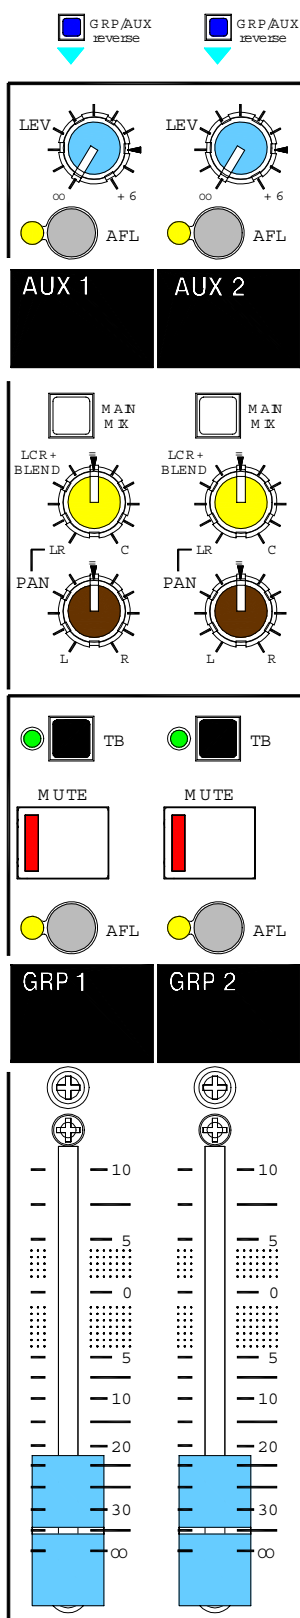 GRP/AUX reverse GRP/AUX reverse
LEV LEV
∞ +6 ∞ +6
AFL AFL
AUX 1 AUX 2
MAIN MIX MAIN MIX
LCR+ BLEND LCR+ BLEND
LR C LR C
PAN PAN
L R L R
TB TB
MUTE MUTE
AFL AFL
GRP 1 GRP 2
10 10
5 5
0 0
5 5
10 10
20 20
30 30
∞ ∞